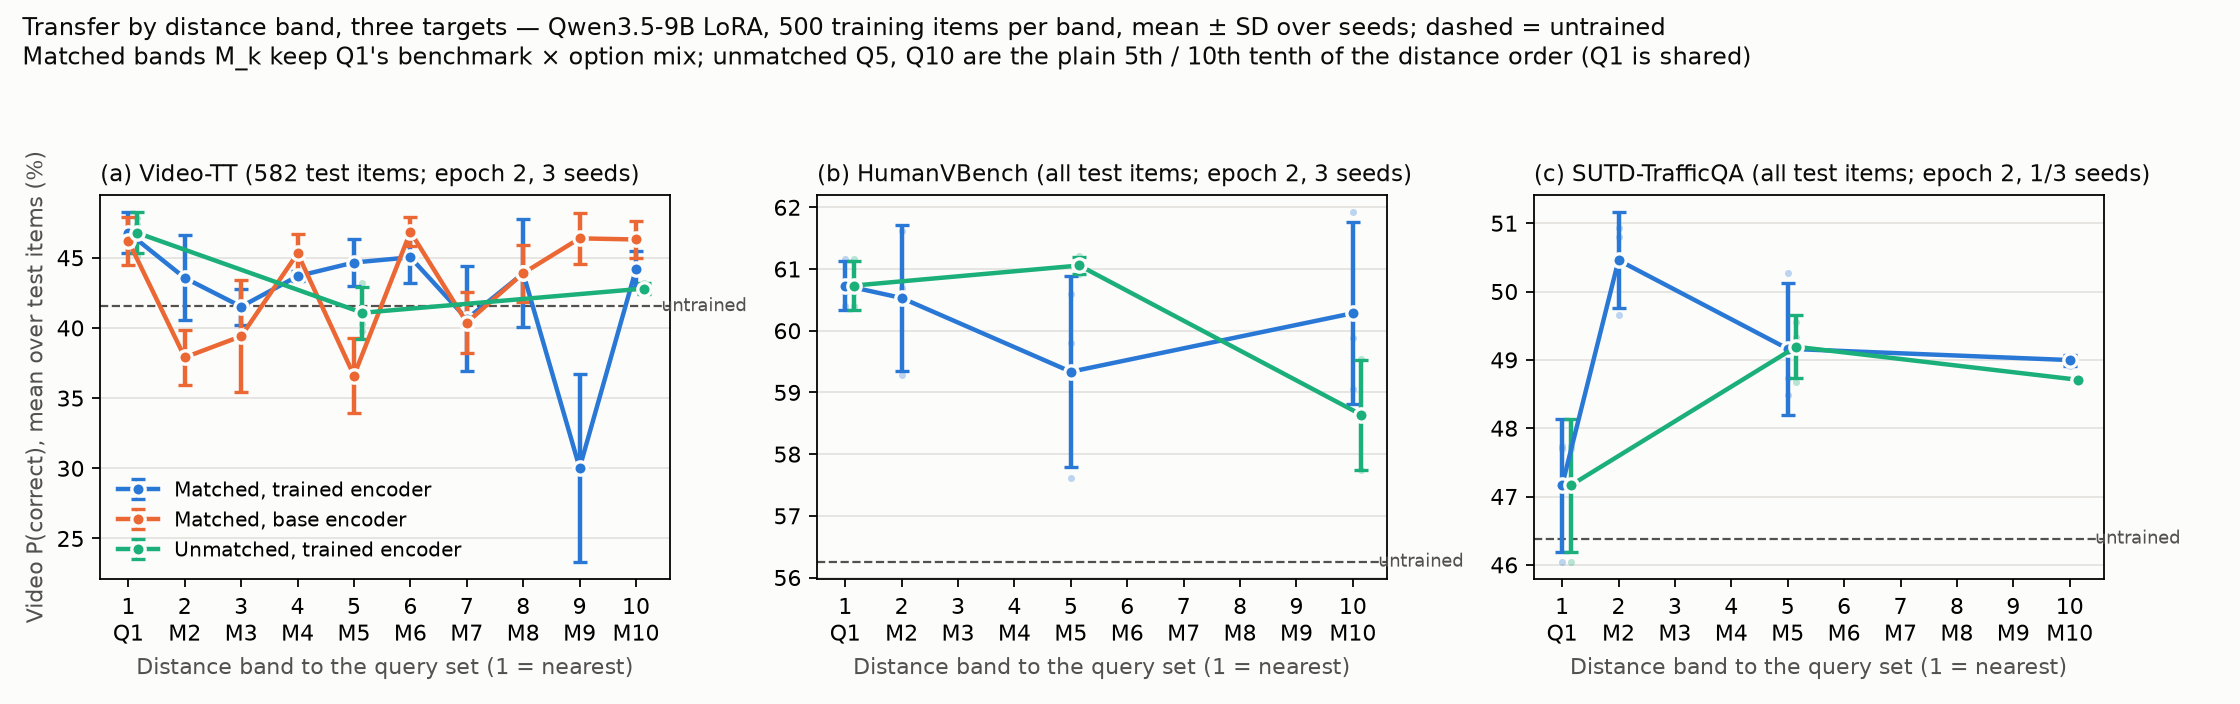 Transfer by distance band, three targets — Qwen3.5-9B LoRA, 500 training items per band, mean ± SD over seeds; dashed = untrained
Matched bands M_k keep Q1's benchmark × option mix; unmatched Q5, Q10 are the plain 5th / 10th tenth of the distance order (Q1 is shared)
Video P(correct), mean over test items (%)
(a) Video-TT (582 test items; epoch 2, 3 seeds)
45
40
35
30
25
untrained
Matched, trained encoder
Matched, base encoder
Unmatched, trained encoder
1 2 3 4 5 6 7 8 9 10
Q1 M2 M3 M4 M5 M6 M7 M8 M9 M10
Distance band to the query set (1 = nearest)
(b) HumanVBench (all test items; epoch 2, 3 seeds)
62
61
60
59
58
57
56
untrained
1 2 3 4 5 6 7 8 9 10
Q1 M2 M3 M4 M5 M6 M7 M8 M9 M10
Distance band to the query set (1 = nearest)
(c) SUTD-TrafficQA (all test items; epoch 2, 1/3 seeds)
51
50
49
48
47
46
untrained
1 2 3 4 5 6 7 8 9 10
Q1 M2 M3 M4 M5 M6 M7 M8 M9 M10
Distance band to the query set (1 = nearest)